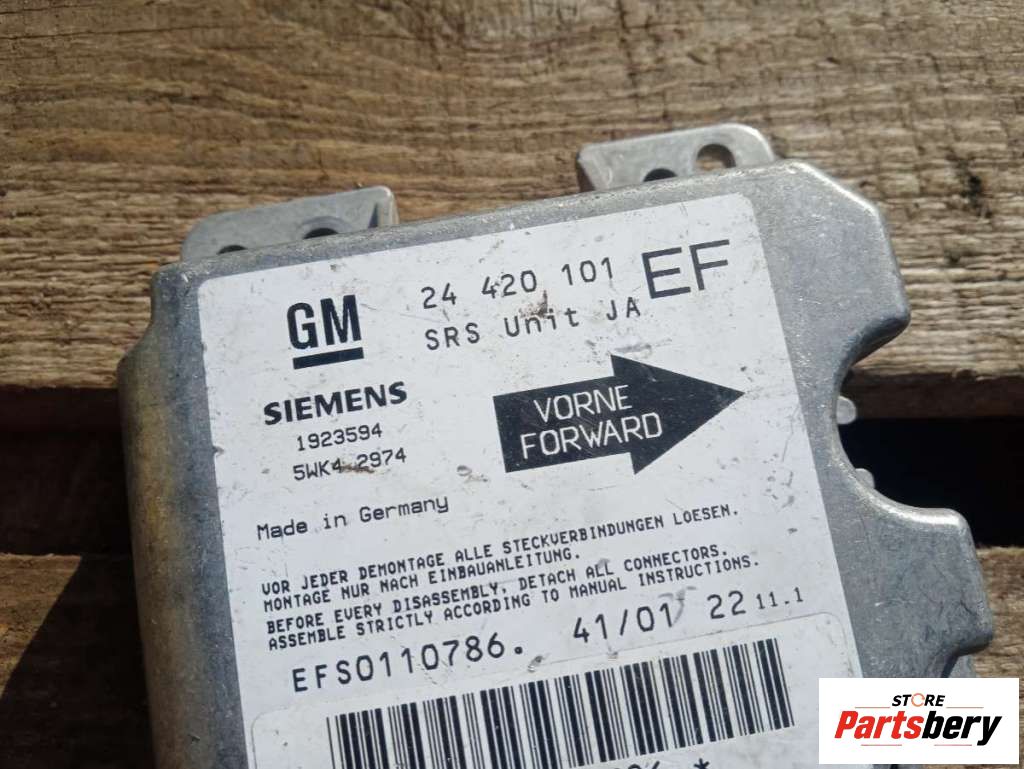 GM
24 420 101 EF
SRS Unit JA
SIEMENS
1923594
5WK4 2974
VORNE
FORWARD
Made in Germany
VOR JEDER DEMONTAGE ALLE STECKVERBINDUNGEN LOESEN.
MONTAGE NUR NACH EINBAUANLEITUNG.
BEFORE EVERY DISASSEMBLY, DETACH ALL CONNECTORS.
ASSEMBLE STRICTLY ACCORDING TO MANUAL INSTRUCTIONS.
EFS0110786. 41/01 22 11.1
STORE
Partsbery